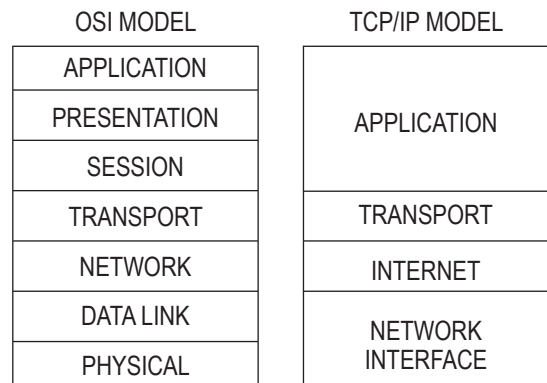 OSI MODEL
APPLICATION
PRESENTATION
SESSION
TRANSPORT
NETWORK
DATA LINK
PHYSICAL
TCP/IP MODEL
APPLICATION
TRANSPORT
INTERNET
NETWORK
INTERFACE